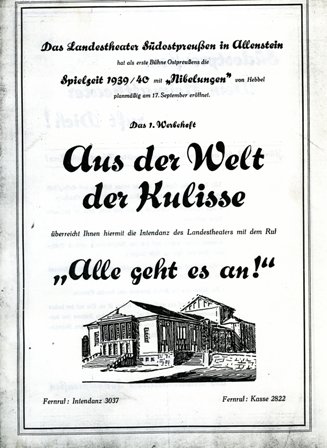 Das Landestheater Südostpreußen in Allenstein
hat als erste Bühne Ostpreußens die
Spielzeit 1939/40 mit „Nibelungen“ von Hebbel
planmäßig am 17. September eröffnet.
Das 1. Werbeheft
Aus der Welt
der Kulisse
überreicht Ihnen hiermit die Intendanz des Landestheaters mit dem Ruf
„Alle geht es an!“
Fernruf: Intendanz 3037
Fernruf: Kasse 2822